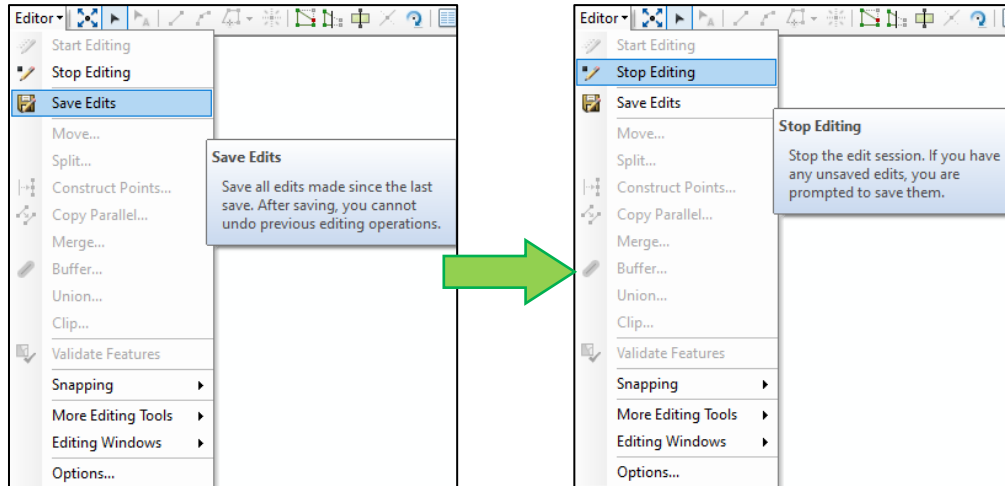 Editor
Start Editing
Stop Editing
Save Edits
Move...
Split...
Construct Points...
Copy Parallel...
Merge...
Buffer...
Union...
Clip...
Validate Features
Snapping
More Editing Tools
Editing Windows
Options...
Save Edits
Save all edits made since the last
save. After saving, you cannot
undo previous editing operations.
Editor
Start Editing
Stop Editing
Save Edits
Move...
Split...
Construct Points...
Copy Parallel...
Merge...
Buffer...
Union...
Clip...
Validate Features
Snapping
More Editing Tools
Editing Windows
Options...
Stop Editing
Stop the edit session. If you have
any unsaved edits, you are
prompted to save them.